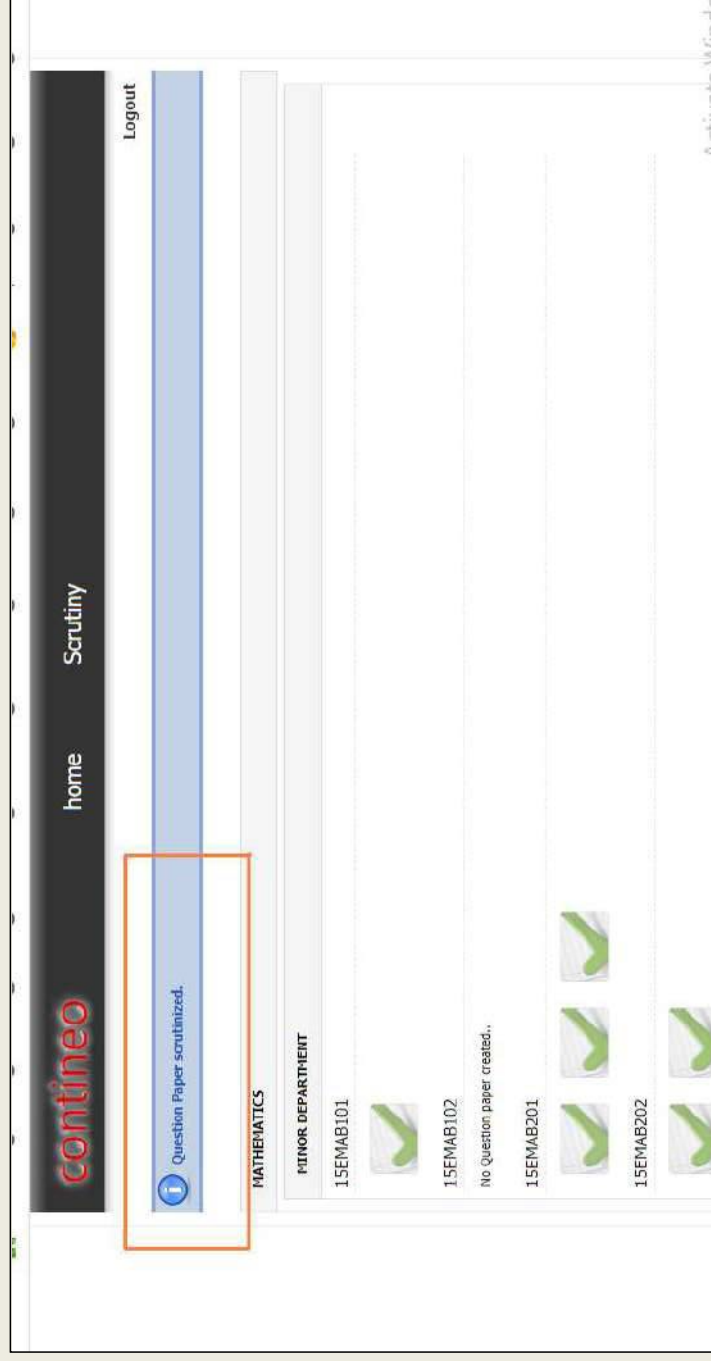 contineo
home
Scrutiny
Logout
Question Paper scrutinized.
MATHEMATICS
MINOR DEPARTMENT
15EMAB101
15EMAB102
No Question paper created..
15EMAB201
15EMAB202